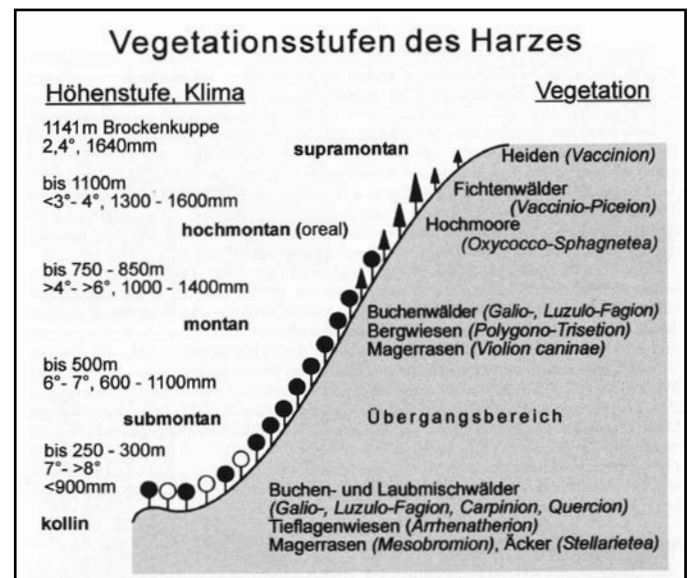 Vegetationsstufen des Harzes
Höhenstufe, Klima
Vegetation
1141m Brockenkuppe
2,4°, 1640mm
supramontan
Heiden (Vaccinion)
bis 1100m
<3°- 4°, 1300 - 1600mm
Fichtenwälder
(Vaccinio-Piceion)
hochmontan (oreal)
Hochmoore
(Oxycocco-Sphagnetea)
bis 750 - 850m
>4°- >6°, 1000 - 1400mm
montan
Buchenwälder (Galio-, Luzulo-Fagion)
Bergwiesen (Polygono-Trisetion)
Magerrasen (Violion caninae)
bis 500m
6°- 7°, 600 - 1100mm
submontan
Übergangsbereich
bis 250 - 300m
7°- >8°
<900mm
kollin
Buchen- und Laubmischwälder
(Galio-, Luzulo-Fagion, Carpinion, Quercion)
Tieflagenwiesen (Arrhenatherion)
Magerrasen (Mesobromion), Äcker (Stellarietea)